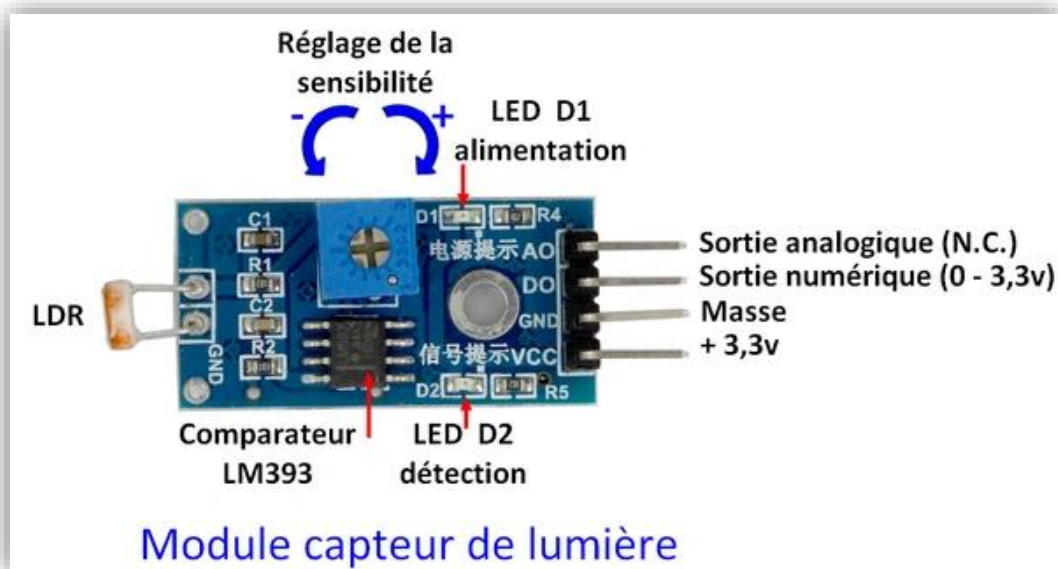 Réglage de la
sensibilité
- +
LED D1
alimentation
C1
D1
R4
电源提示 AO
Sortie analogique (N.C.)
R1
DO
Sortie numérique (0 - 3,3v)
LDR
C2
GND
Masse
信号提示 VCC
+ 3,3v
R2
GND
D2
R5
Comparateur
LM393
LED D2
détection
Module capteur de lumière